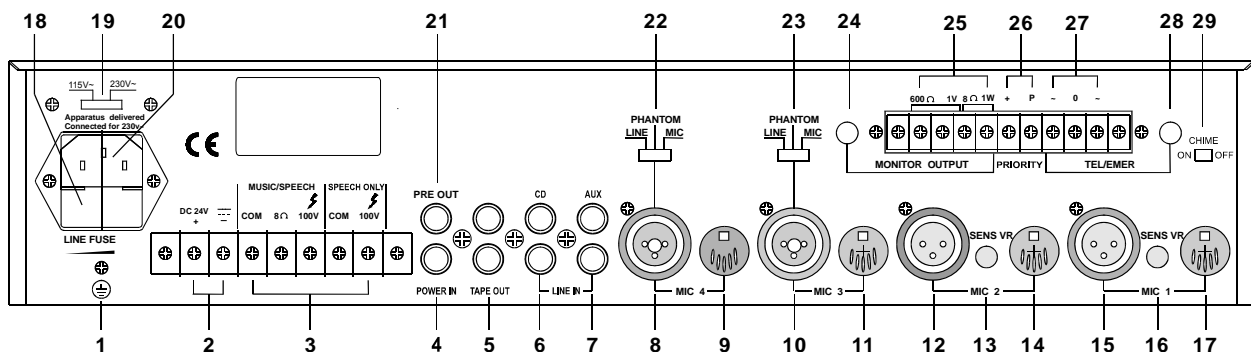 18 19 20 21 22 23 24 25 26 27 28 29
115V~ 230V~
Apparatus delivered
Connected for 230v~
CE
LINE FUSE
DC 24V
+
MUSIC/SPEECH SPEECH ONLY
COM 8Ω 100V COM 100V
PRE OUT CD AUX
POWER IN TAPE OUT LINE IN
PHANTOM
LINE MIC
PHANTOM
LINE MIC
600 Ω 1V 8 Ω 1W + P ~ 0 ~
MONITOR OUTPUT PRIORITY TEL/EMER
CHIME
ON OFF
SENS VR SENS VR
MIC 4 MIC 3 MIC 2 MIC 1
1 2 3 4 5 6 7 8 9 10 11 12 13 14 15 16 17